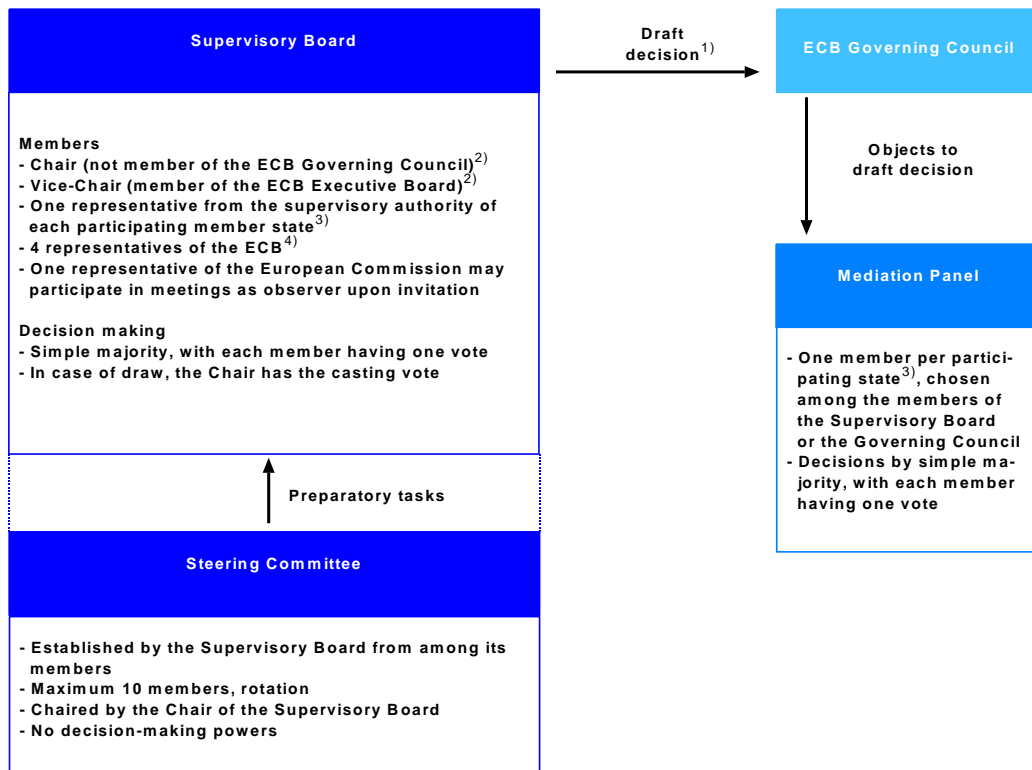 Supervisory Board
Members
- Chair (not member of the ECB Governing Council)2)
- Vice-Chair (member of the ECB Executive Board)2)
- One representative from the supervisory authority of
each participating member state3)
- 4 representatives of the ECB4)
- One representative of the European Commission may
participate in meetings as observer upon invitation
Decision making
- Simple majority, with each member having one vote
- In case of draw, the Chair has the casting vote
Draft
decision1)
ECB Governing Council
Objects to
draft decision
Mediation Panel
- One member per partici-
pating state3), chosen
among the members of
the Supervisory Board
or the Governing Council
- Decisions by simple ma-
jority, with each member
having one vote
Preparatory tasks
Steering Committee
- Established by the Supervisory Board from among its
members
- Maximum 10 members, rotation
- Chaired by the Chair of the Supervisory Board
- No decision-making powers